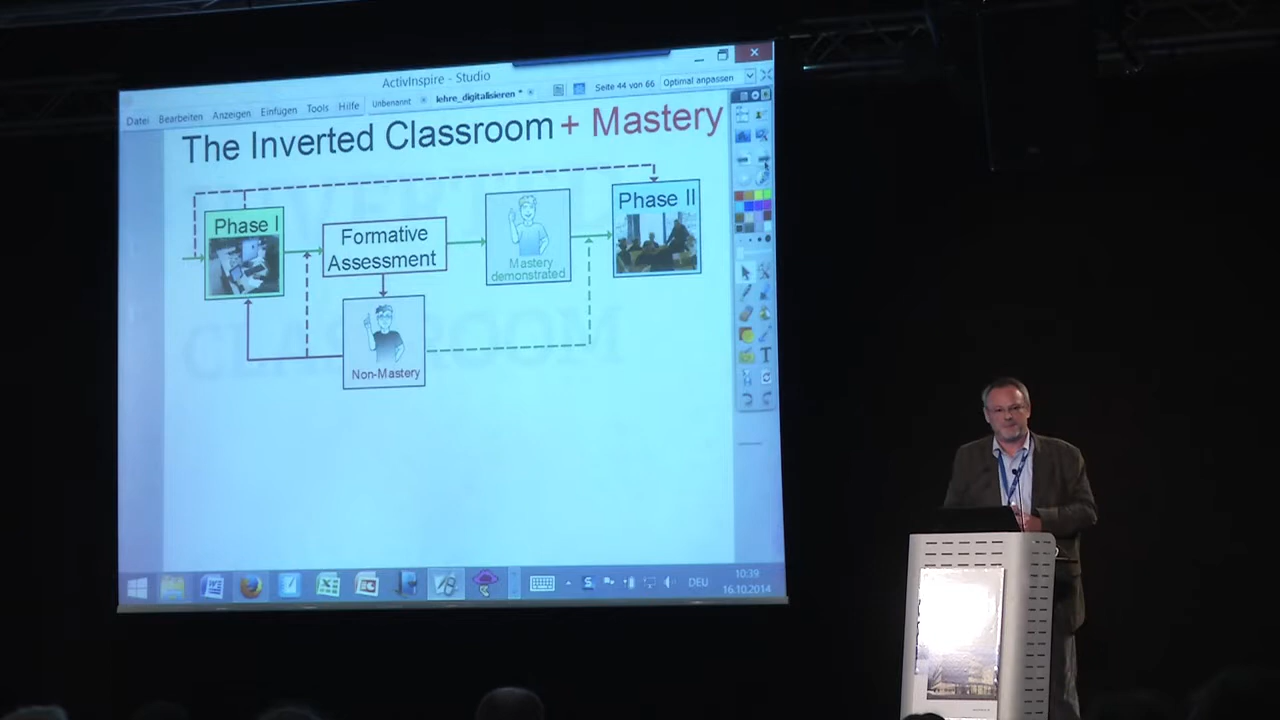 ActivInspire - Studio
Datei Bearbeiten Anzeigen Einfügen Tools Hilfe Unbenannt lehre_digitalisieren * Seite 44 von 66 Optimal anpassen
The Inverted Classroom + Mastery
Phase I
Formative
Assessment
Mastery
demonstrated
Phase II
Non-Mastery
CLASSROOM
DEU
10:39
16.10.2014